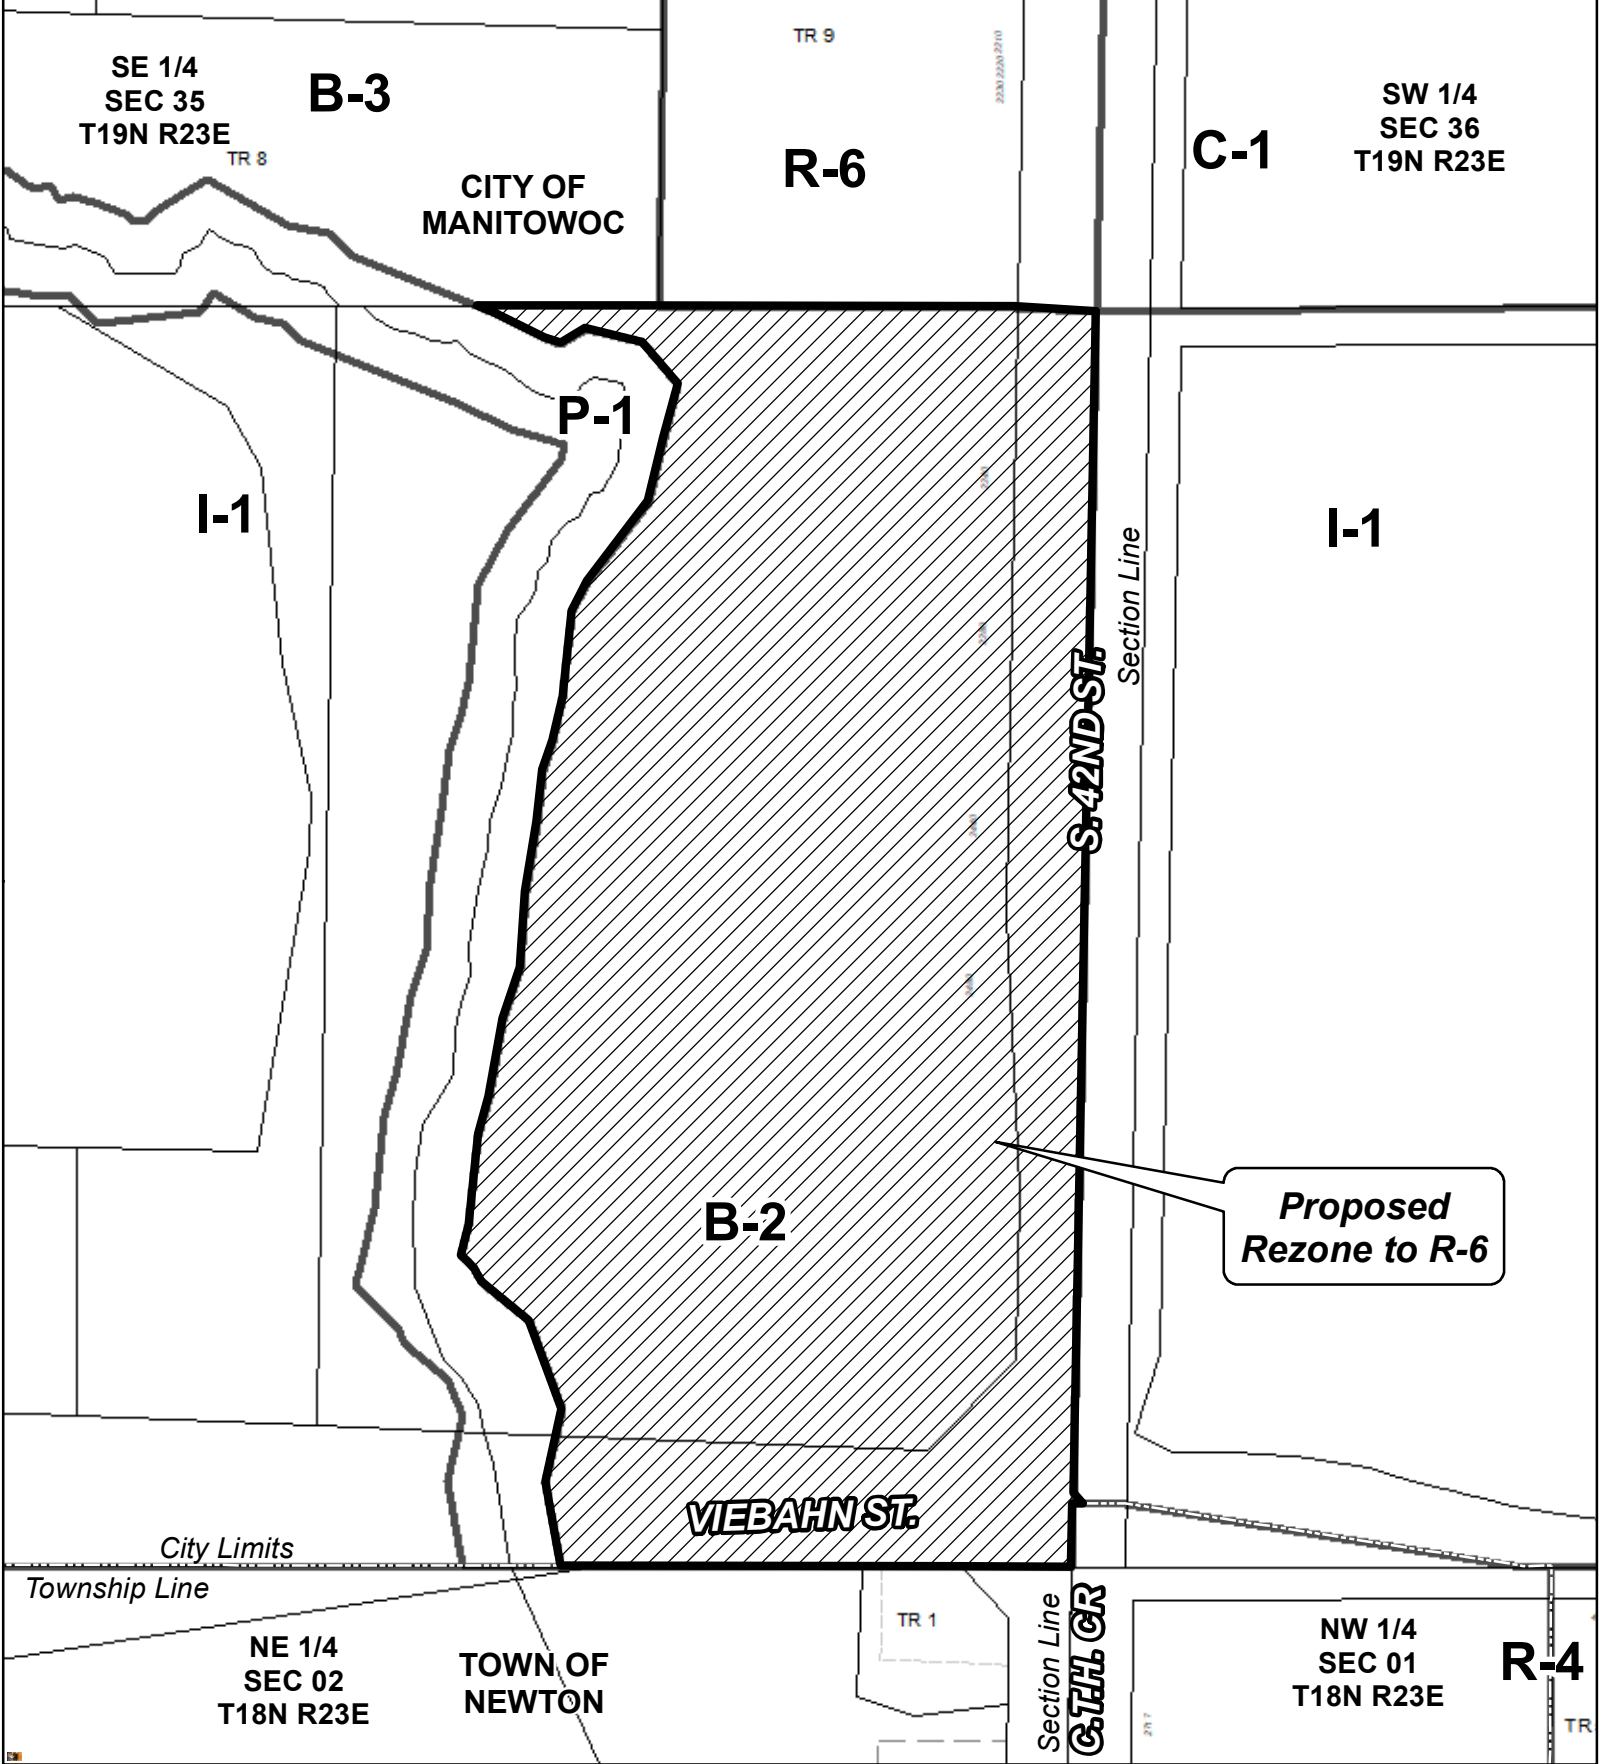 TR 9
2230 2220 2210
SE 1/4
SEC 35
T19N R23E
B-3
TR 8
CITY OF
MANITOWOC
R-6
C-1
SW 1/4
SEC 36
T19N R23E
P-1
I-1
I-1
Section Line
S. 42ND ST.
B-2
Proposed
Rezone to R-6
VIEBAHN ST.
City Limits
Township Line
NE 1/4
SEC 02
T18N R23E
TOWN OF
NEWTON
TR 1
Section Line
C.T.H. CR
NW 1/4
SEC 01
T18N R23E
R-4
TR